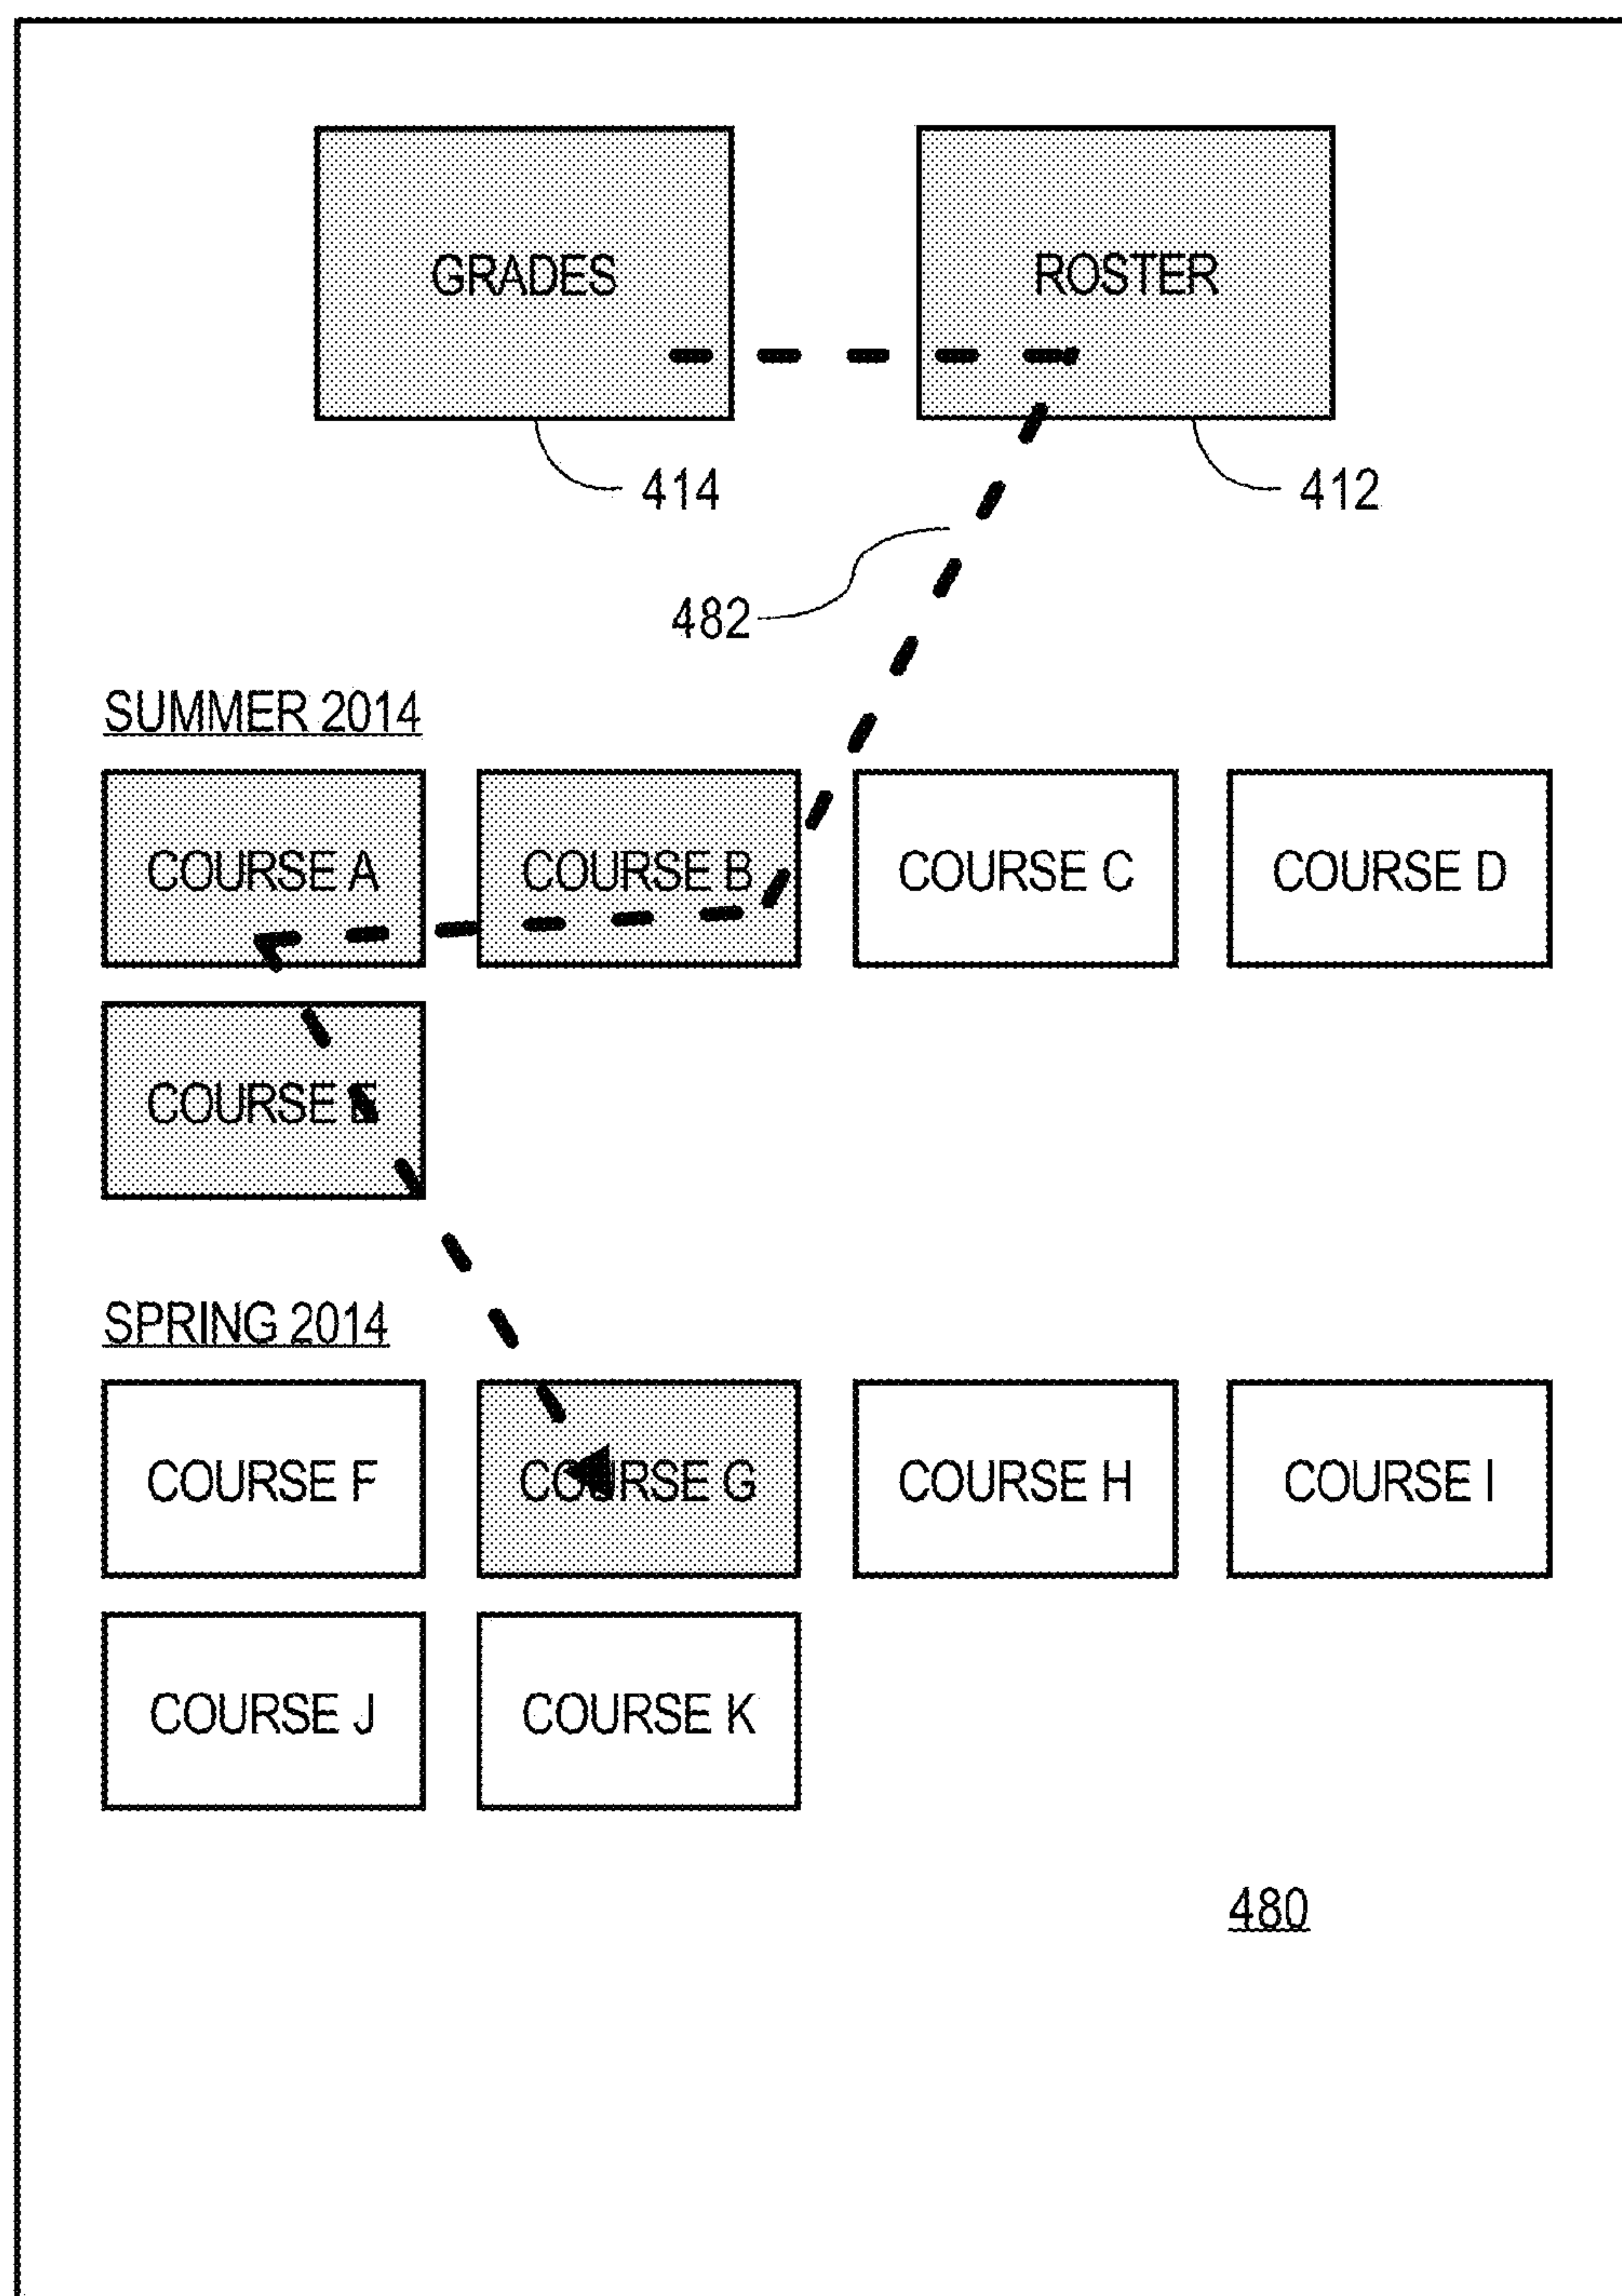 GRADES ROSTER
414 412
482
SUMMER 2014
COURSE A COURSE B COURSE C COURSE D
COURSE E
SPRING 2014
COURSE F COURSE G COURSE H COURSE I
COURSE J COURSE K
480